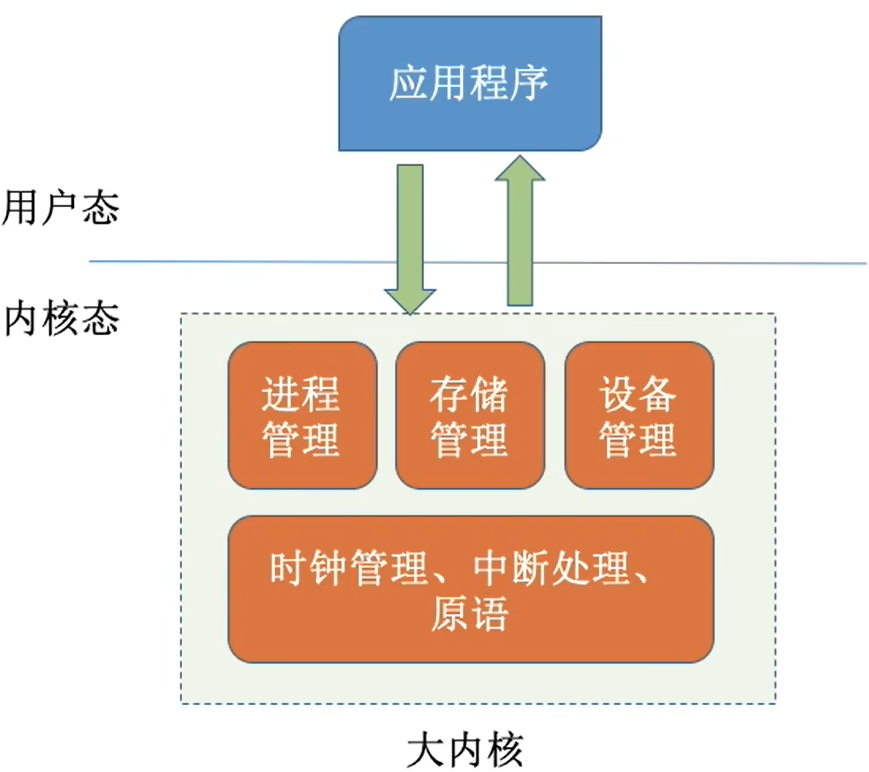 应用程序
用户态
内核态
进程
管理
存储
管理
设备
管理
时钟管理、中断处理、
原语
大内核